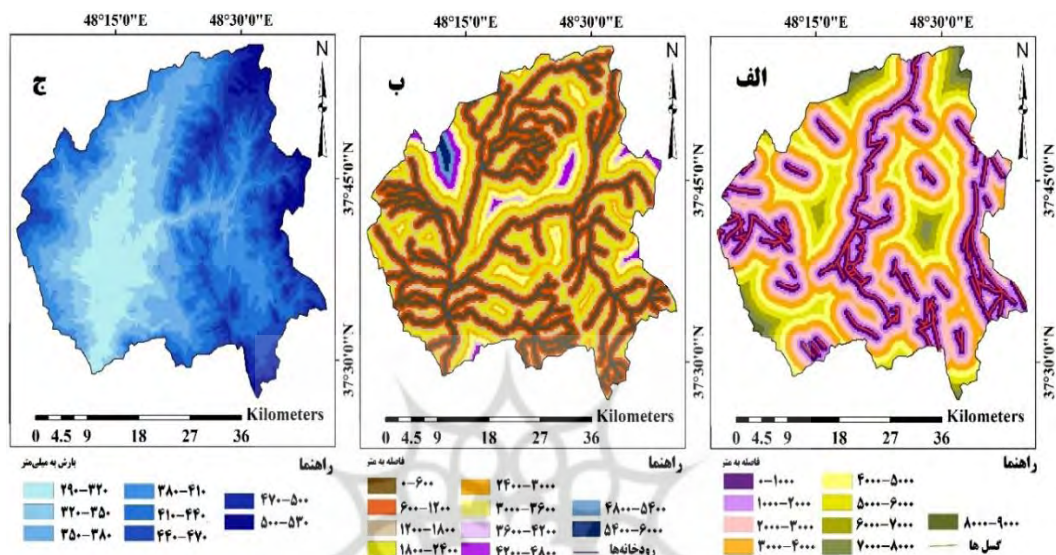 48°15'0"E 48°30'0"E 48°15'0"E 48°30'0"E 48°15'0"E 48°30'0"E
الف
ب
ج
N
N
N
37°45'0"N 37°45'0"N 37°45'0"N
37°30'0"N 37°30'0"N 37°30'0"N
Kilometers
0 4.5 9 18 27 36
Kilometers
0 4.5 9 18 27 36
Kilometers
0 4.5 9 18 27 36
راهنما
فاصله به متر
۰-۱۰۰۰
۱۰۰۰-۲۰۰۰
۲۰۰۰-۳۰۰۰
۳۰۰۰-۴۰۰۰
۴۰۰۰-۵۰۰۰
۵۰۰۰-۶۰۰۰
۶۰۰۰-۷۰۰۰
۷۰۰۰-۸۰۰۰
۸۰۰۰-۹۰۰۰
گسل ها
راهنما
فاصله به متر
۰-۶۰۰
۶۰۰-۱۲۰۰
۱۲۰۰-۱۸۰۰
۱۸۰۰-۲۴۰۰
۲۴۰۰-۳۰۰۰
۳۰۰۰-۳۶۰۰
۳۶۰۰-۴۲۰۰
۴۲۰۰-۴۸۰۰
۴۸۰۰-۵۴۰۰
۵۴۰۰-۶۰۰۰
رودخانه‌ها
راهنما
بارش به میلی‌متر
۲۹۰-۳۲۰
۳۲۰-۳۵۰
۳۵۰-۳۸۰
۳۸۰-۴۱۰
۴۱۰-۴۴۰
۴۴۰-۴۷۰
۴۷۰-۵۰۰
۵۰۰-۵۳۰